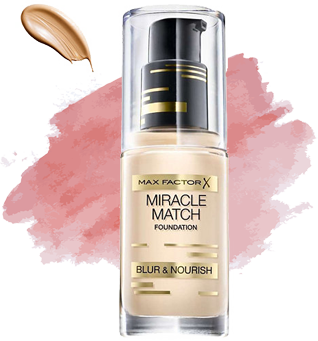 MAX FACTOR X
MIRACLE
MATCH
FOUNDATION
BLUR & NOURISH